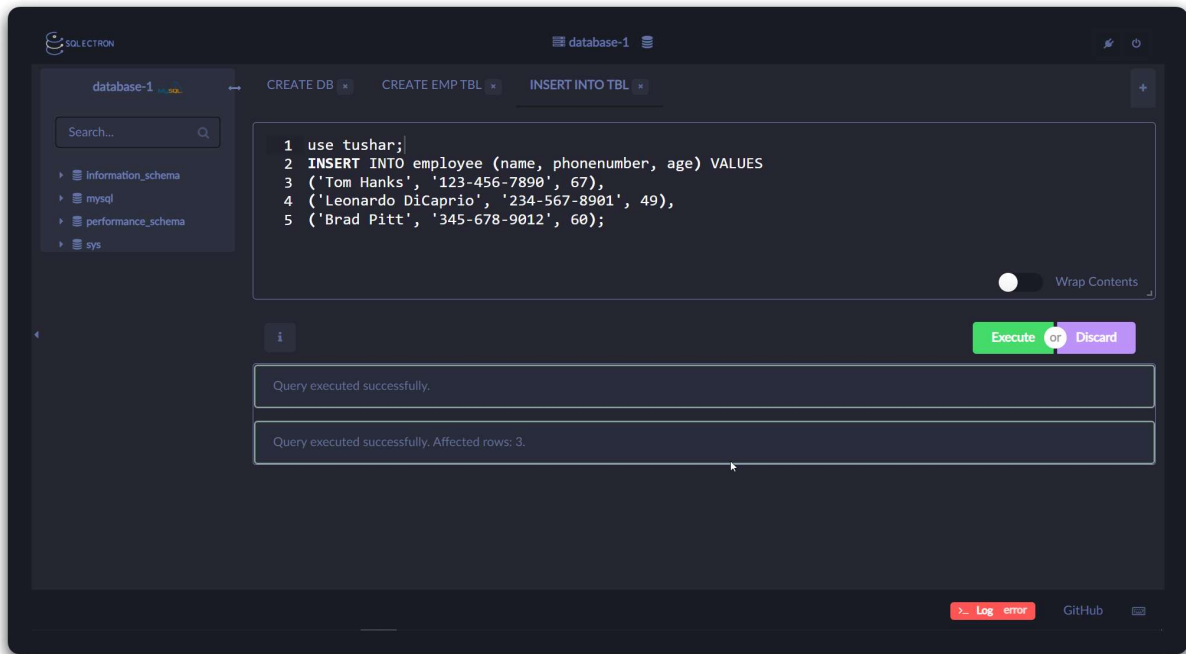 SQLECTRON
database-1
database-1 MySQL
CREATE DB ×
CREATE EMP TBL ×
INSERT INTO TBL ×
+
Search...
information_schema
mysql
performance_schema
sys
1 use tushar;
2 INSERT INTO employee (name, phonenumber, age) VALUES
3 ('Tom Hanks', '123-456-7890', 67),
4 ('Leonardo DiCaprio', '234-567-8901', 49),
5 ('Brad Pitt', '345-678-9012', 60);
Wrap Contents
i
Execute or Discard
Query executed successfully.
Query executed successfully. Affected rows: 3.
>_ Log error
GitHub